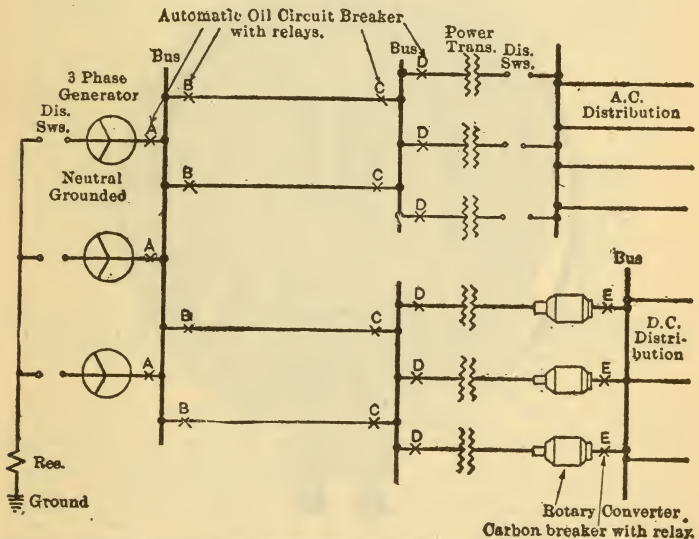 Automatic Oil Circuit Breaker
with relays.
Power
Trans.
Dis.
Sws.
Bus
Bus
3 Phase
Generator
Dis.
Sws.
A
B
C
D
A.C.
Distribution
D
Neutral
Grounded
B
C
D
A
Bus
B
C
D
E
D.C.
Distri-
bution
A
D
E
B
C
D
E
Res.
Ground
Rotary Converter
Carbon breaker with relay.